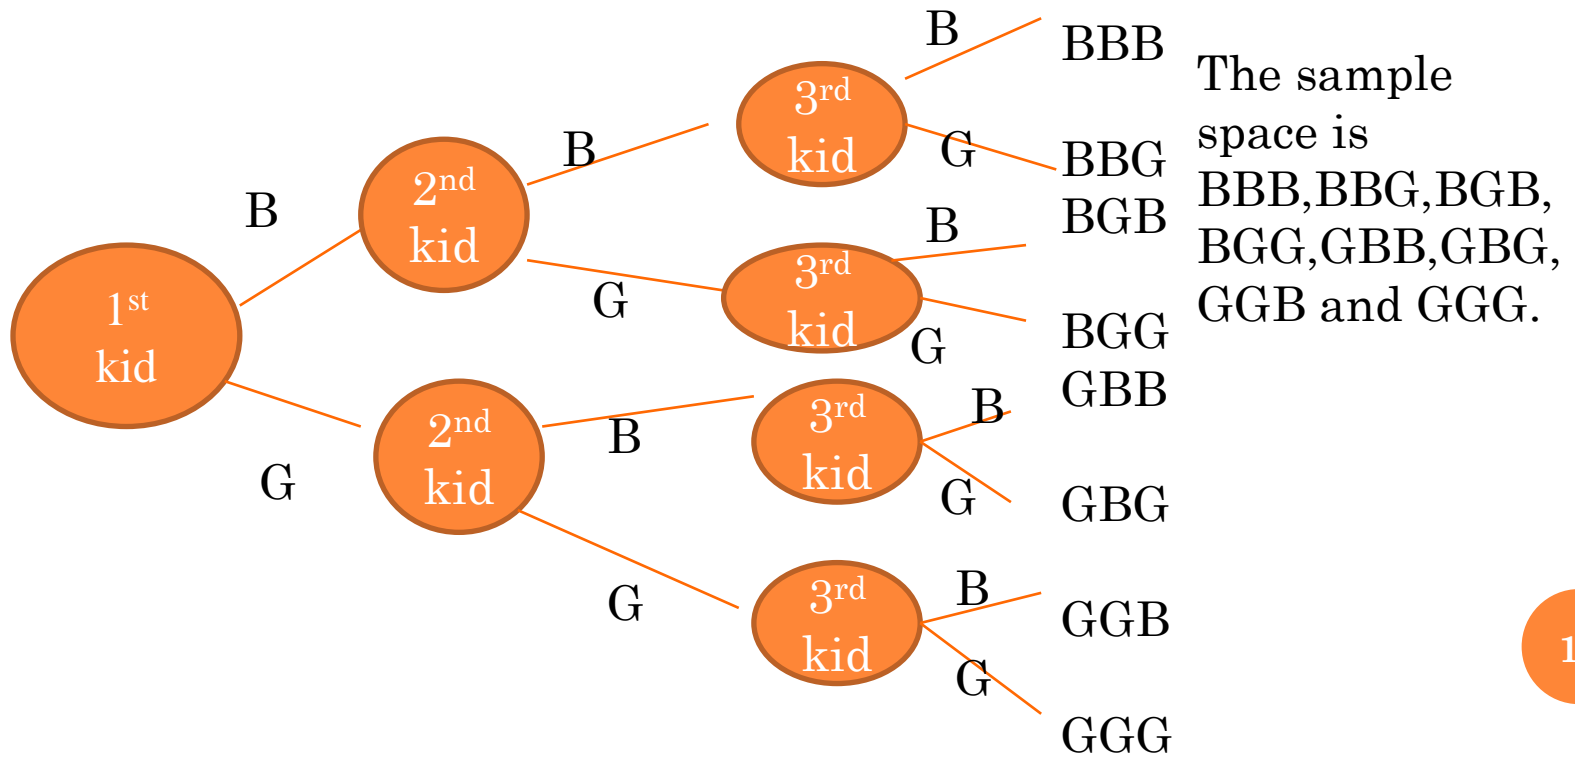 B
BBB
The sample
3rd
kid
B
G
BBG
space is
2nd
kid
B
BGB
BBB,BBG,BGB,
B
G
3rd
kid
BGG,GBB,GBG,
1st
kid
G
BGG
GGB and GGG.
B
GBB
2nd
kid
B
3rd
kid
G
G
GBG
G
3rd
kid
B
GGB
G
GGG
1